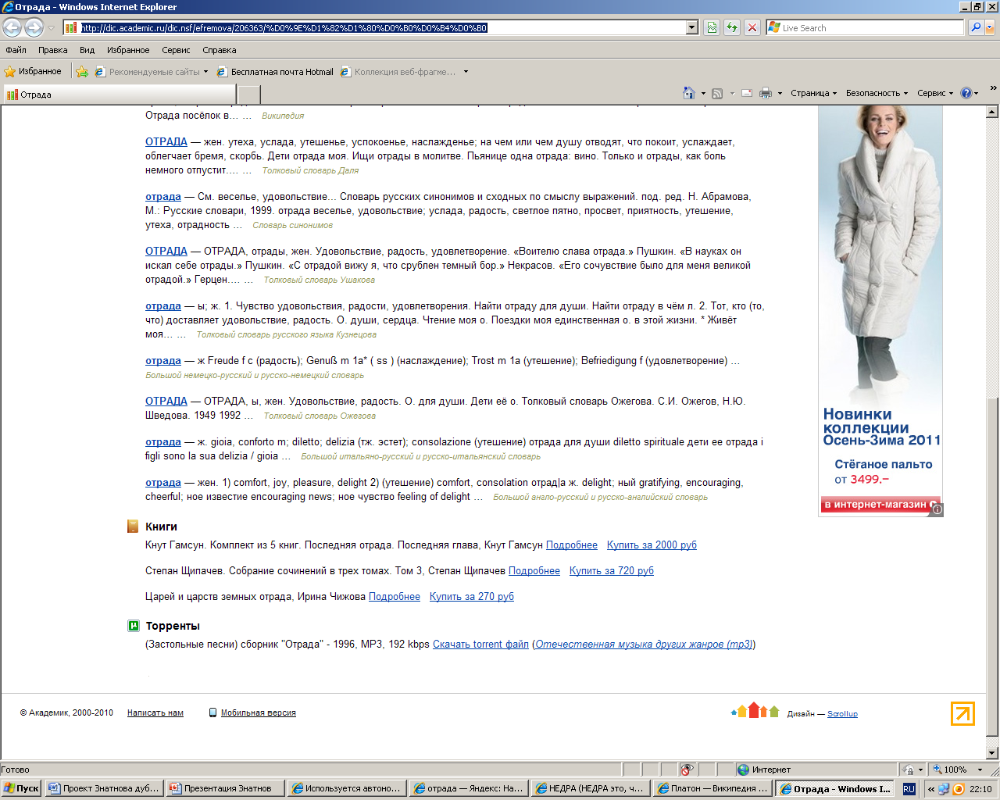 Отрада - Windows Internet Explorer
http://dic.academic.ru/dic.nsf/efremova/206363/%D0%9E%D1%82%D1%80%D0%B0%D0%B4%D0%B0
Live Search
Файл Правка Вид Избранное Сервис Справка
Избранное Рекомендуемые сайты Бесплатная почта Hotmail Коллекция веб-фрагме...
Отрада
Страница Безопасность Сервис
Отрада посёлок в… … Википедия
ОТРАДА — жен. утеха, услада, утешенье, успокоенье, наслажденье; на чем или чем душу отводят, что покоит, услаждает,
облегчает бремя, скорбь. Дети отрада моя. Ищи отрады в молитве. Пьянице одна отрада: вино. Только и отрады, как боль
немного отпустит.… … Толковый словарь Даля
отрада — См. веселье, удовольствие... Словарь русских синонимов и сходных по смыслу выражений. под. ред. Н. Абрамова,
М.: Русские словари, 1999. отрада веселье, удовольствие; услада, радость, светлое пятно, просвет, приятность, утешение,
утеха, отрадность … Словарь синонимов
ОТРАДА — ОТРАДА, отрады, жен. Удовольствие, радость, удовлетворение. «Воителю слава отрада.» Пушкин. «В науках он
искал себе отрады.» Пушкин. «С отрадой вижу я, что срублен темный бор.» Некрасов. «Его сочувствие было для меня великой
отрадой.» Герцен.… … Толковый словарь Ушакова
отрада — ы; ж. 1. Чувство удовольствия, радости, удовлетворения. Найти отраду для души. Найти отраду в чём л. 2. Тот, кто (то,
что) доставляет удовольствие, радость. О. души, сердца. Чтение моя о. Поездки моя единственная о. в этой жизни. * Живёт
моя… … Толковый словарь русского языка Кузнецова
отрада — ж Freude f c (радость); Genuß m 1a* ( ss ) (наслаждение); Trost m 1a (утешение); Befriedigung f (удовлетворение) …
Большой немецко-русский и русско-немецкий словарь
ОТРАДА — ОТРАДА, ы, жен. Удовольствие, радость. О. для души. Дети её о. Толковый словарь Ожегова. С.И. Ожегов, Н.Ю.
Шведова. 1949 1992 … Толковый словарь Ожегова
отрада — ж. gioia, conforto m; diletto; delizia (тж. эстет); consolazione (утешение) отрада для души diletto spirituale дети ее отрада i
figli sono la sua delizia / gioia … Большой итальяно-русский и русско-итальянский словарь
отрада — жен. 1) comfort, joy, pleasure, delight 2) (утешение) comfort, consolation отрад|а ж. delight; ный gratifying, encouraging,
cheerful; ное известие encouraging news; ное чувство feeling of delight … Большой англо-русский и русско-английский словарь
Новинки
коллекции
Осень-Зима 2011
Стёганое пальто
от 3499.–
в интернет-магазин
Книги
Кнут Гамсун. Комплект из 5 книг. Последняя отрада. Последняя глава, Кнут Гамсун Подробнее Купить за 2000 руб
Степан Щипачев. Собрание сочинений в трех томах. Том 3, Степан Щипачев Подробнее Купить за 720 руб
Царей и царств земных отрада, Ирина Чижова Подробнее Купить за 270 руб
Торренты
(Застольные песни) сборник "Отрада" - 1996, MP3, 192 kbps Скачать torrent файл (Отечественная музыка других жанров (mp3))
© Академик, 2000-2010 Написать нам Мобильная версия Дизайн — Scrollup
Готово Интернет 100%
Пуск Проект Знатнова дуб... Презентация Знатнов Используется автоно... отрада — Яндекс: На... НЕДРА (НЕДРА это, ч... Платон — Википедия ... Отрада - Windows I... RU 22:10